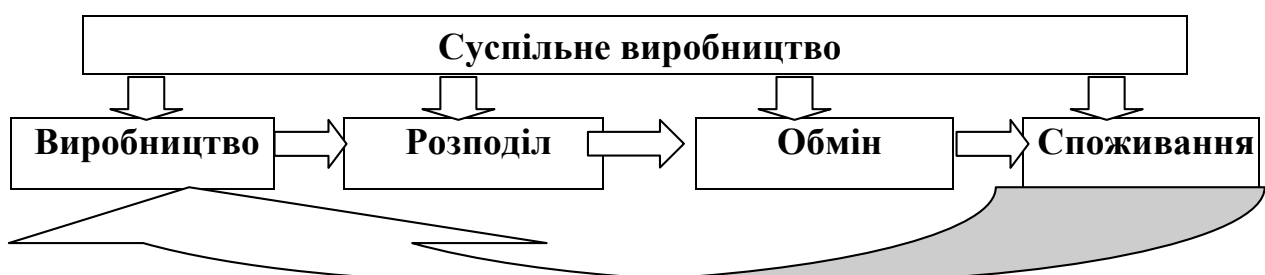 Суспільне виробництво
Виробництво Розподіл Обмін Споживання